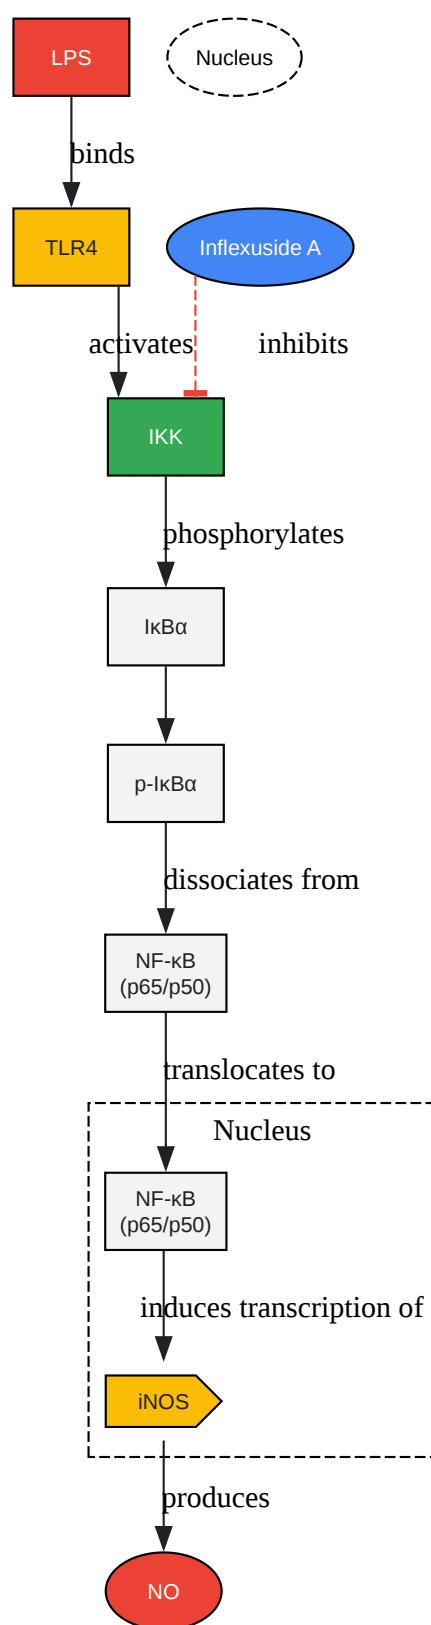 LPS
Nucleus
binds
TLR4
Inflexuside A
activates
inhibits
IKK
phosphorylates
IκBα
p-IκBα
dissociates from
NF-κB
(p65/p50)
translocates to
Nucleus
NF-κB
(p65/p50)
induces transcription of
iNOS
produces
NO